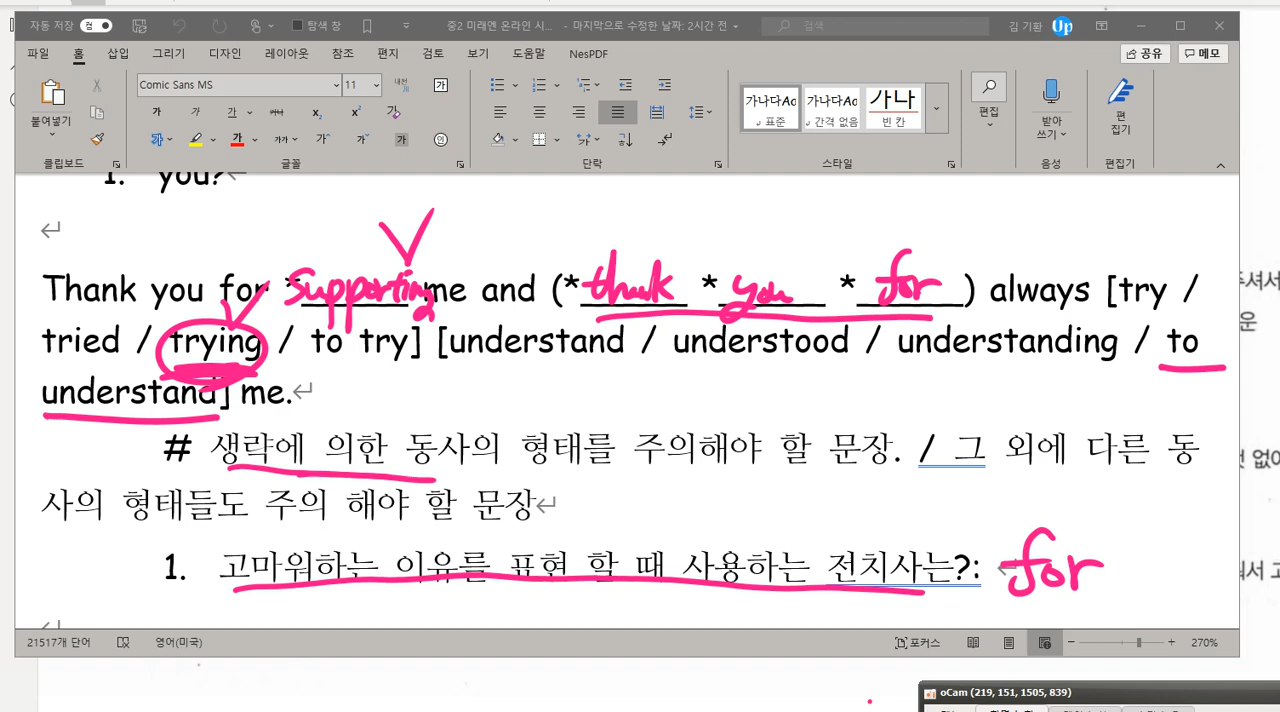 자동 저장 컴 탐색 창 중2 미래엔 온라인 시... - 마지막으로 수정한 날짜: 2시간 전 검색 김 기환 Up
파일 홈 삽입 그리기 디자인 레이아웃 참조 편지 검토 보기 도움말 NesPDF 공유 메모
Comic Sans MS 11
붙여넣기
가나다AaI 가나다AaI 가나
표준 간격 없음 빈 칸
편집
받아쓰기
편집기
클립보드 글꼴 단락 스타일 음성 편집기
1. you?
Thank you for *supporting me and (*thank *you *for) always [try /
tried / trying / to try] [understand / understood / understanding / to
understand] me.
# 생략에 의한 동사의 형태를 주의해야 할 문장. / 그 외에 다른 동
사의 형태들도 주의 해야 할 문장
1. 고마워하는 이유를 표현 할 때 사용하는 전치사는?: for
21517개 단어 영어(미국) 포커스 270%
oCam (219, 151, 1505, 839)